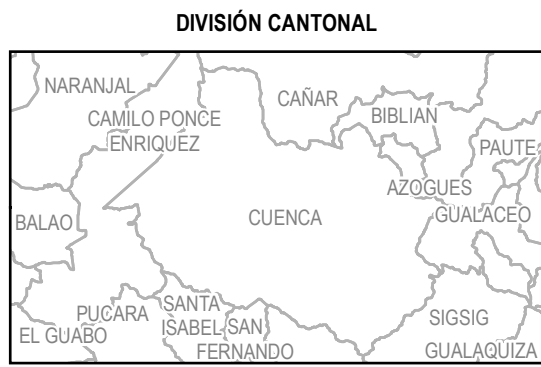 DIVISIÓN CANTONAL
NARANJAL
CAÑAR
CAMILO PONCE
ENRIQUEZ
BIBLIAN
PAUTE
AZOGUES
BALAO
CUENCA
GUALACEO
PUCARA
SANTA
ISABEL
SAN
FERNANDO
SIGSIG
EL GUABO
GUALAQUIZA